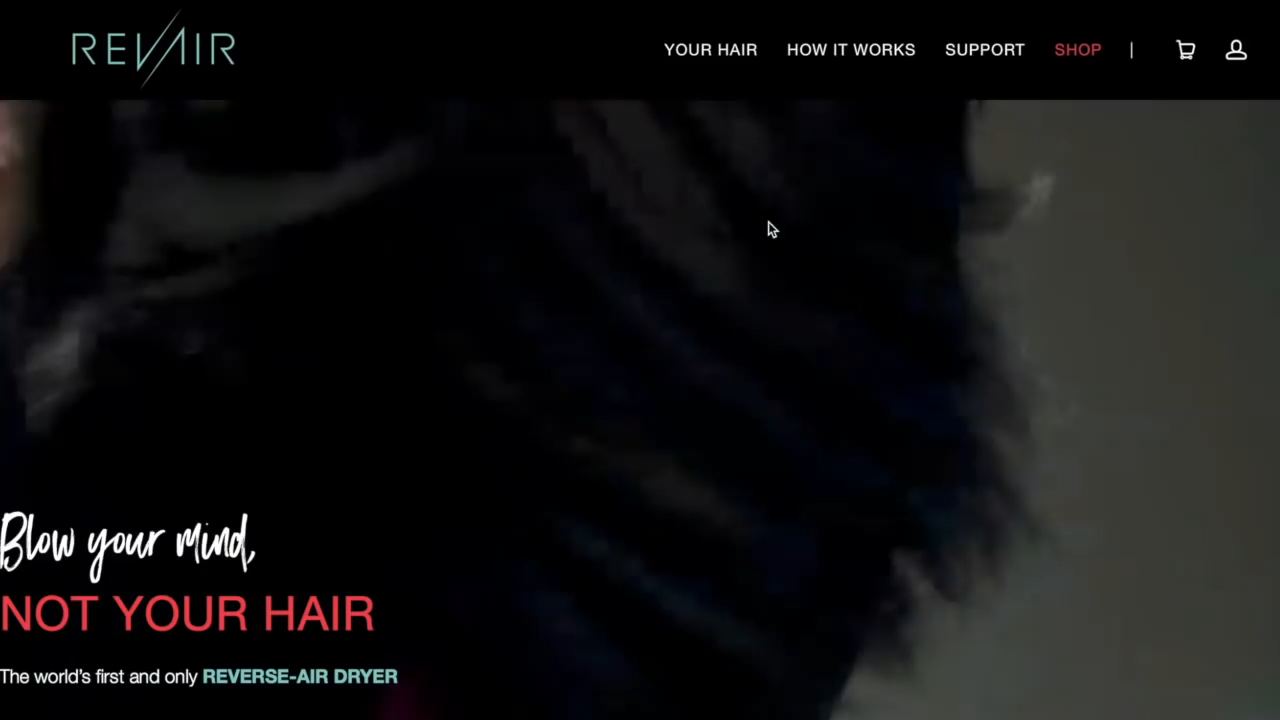 REVAIR
YOUR HAIR HOW IT WORKS SUPPORT SHOP |
Blow your mind,
NOT YOUR HAIR
The world's first and only REVERSE-AIR DRYER